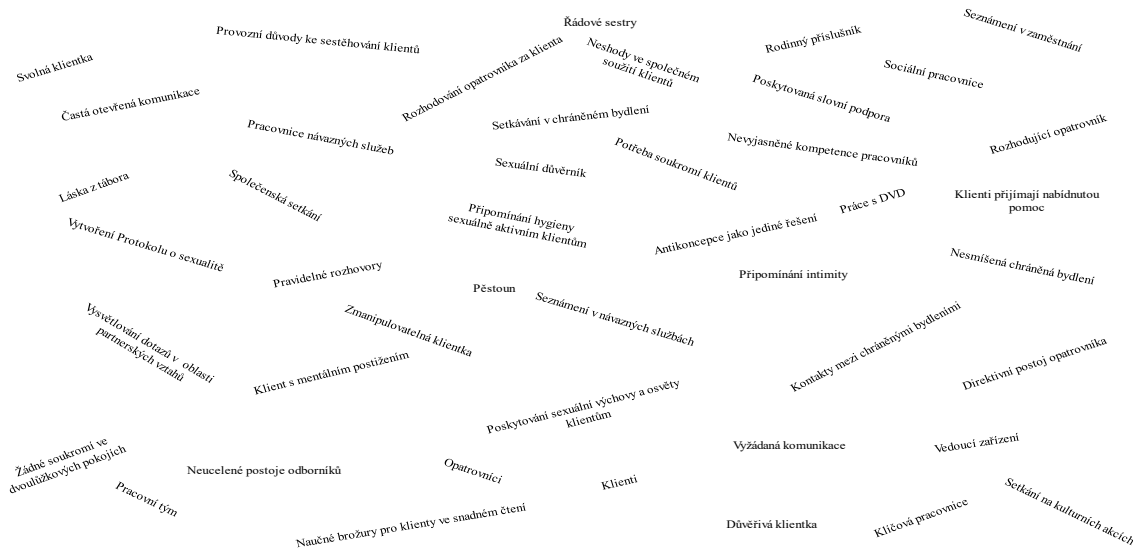 Řádové sestry
Seznámení v zaměstnání
Provozní důvody ke sestěhování klientů
Rodinný příslušník
Svolná klientka
Rozhodování opatrovníka za klienta
Neshody ve společném
soužití klientů
Sociální pracovnice
Častá otevřená komunikace
Poskytovaná slovní podpora
Setkávání v chráněném bydlení
Pracovnice návazných služeb
Rozhodující opatrovník
Nevyjasněné kompetence pracovníků
Potřeba soukromí klientů
Sexuální důvěrník
Láska z tábora
Společenská setkání
Práce s DVD
Klienti přijímají nabídnutou
pomoc
Připomínání hygieny
sexuálně aktivním klientům
Antikoncepce jako jediné řešení
Vytvoření Protokolu o sexualitě
Pravidelné rozhovory
Připomínání intimity
Nesmíšená chráněná bydlení
Pěstoun
Seznámení v návazných službách
Zmanipulovatelná klientka
Vysvětlování dotazů v oblasti
partnerských vztahů
Kontakty mezi chráněnými bydleními
Direktivní postoj opatrovníka
Klient s mentálním postižením
Poskytování sexuální výchovy a osvěty
klientům
Vyžádaná komunikace
Vedoucí zařízení
Žádné soukromí ve
dvoulůžkových pokojích
Neucelené postoje odborníků
Opatrovníci
Klienti
Pracovní tým
Setkání na kulturních akcích
Naučné brožury pro klienty ve snadném čtení
Důvěřivá klientka
Klíčová pracovnice